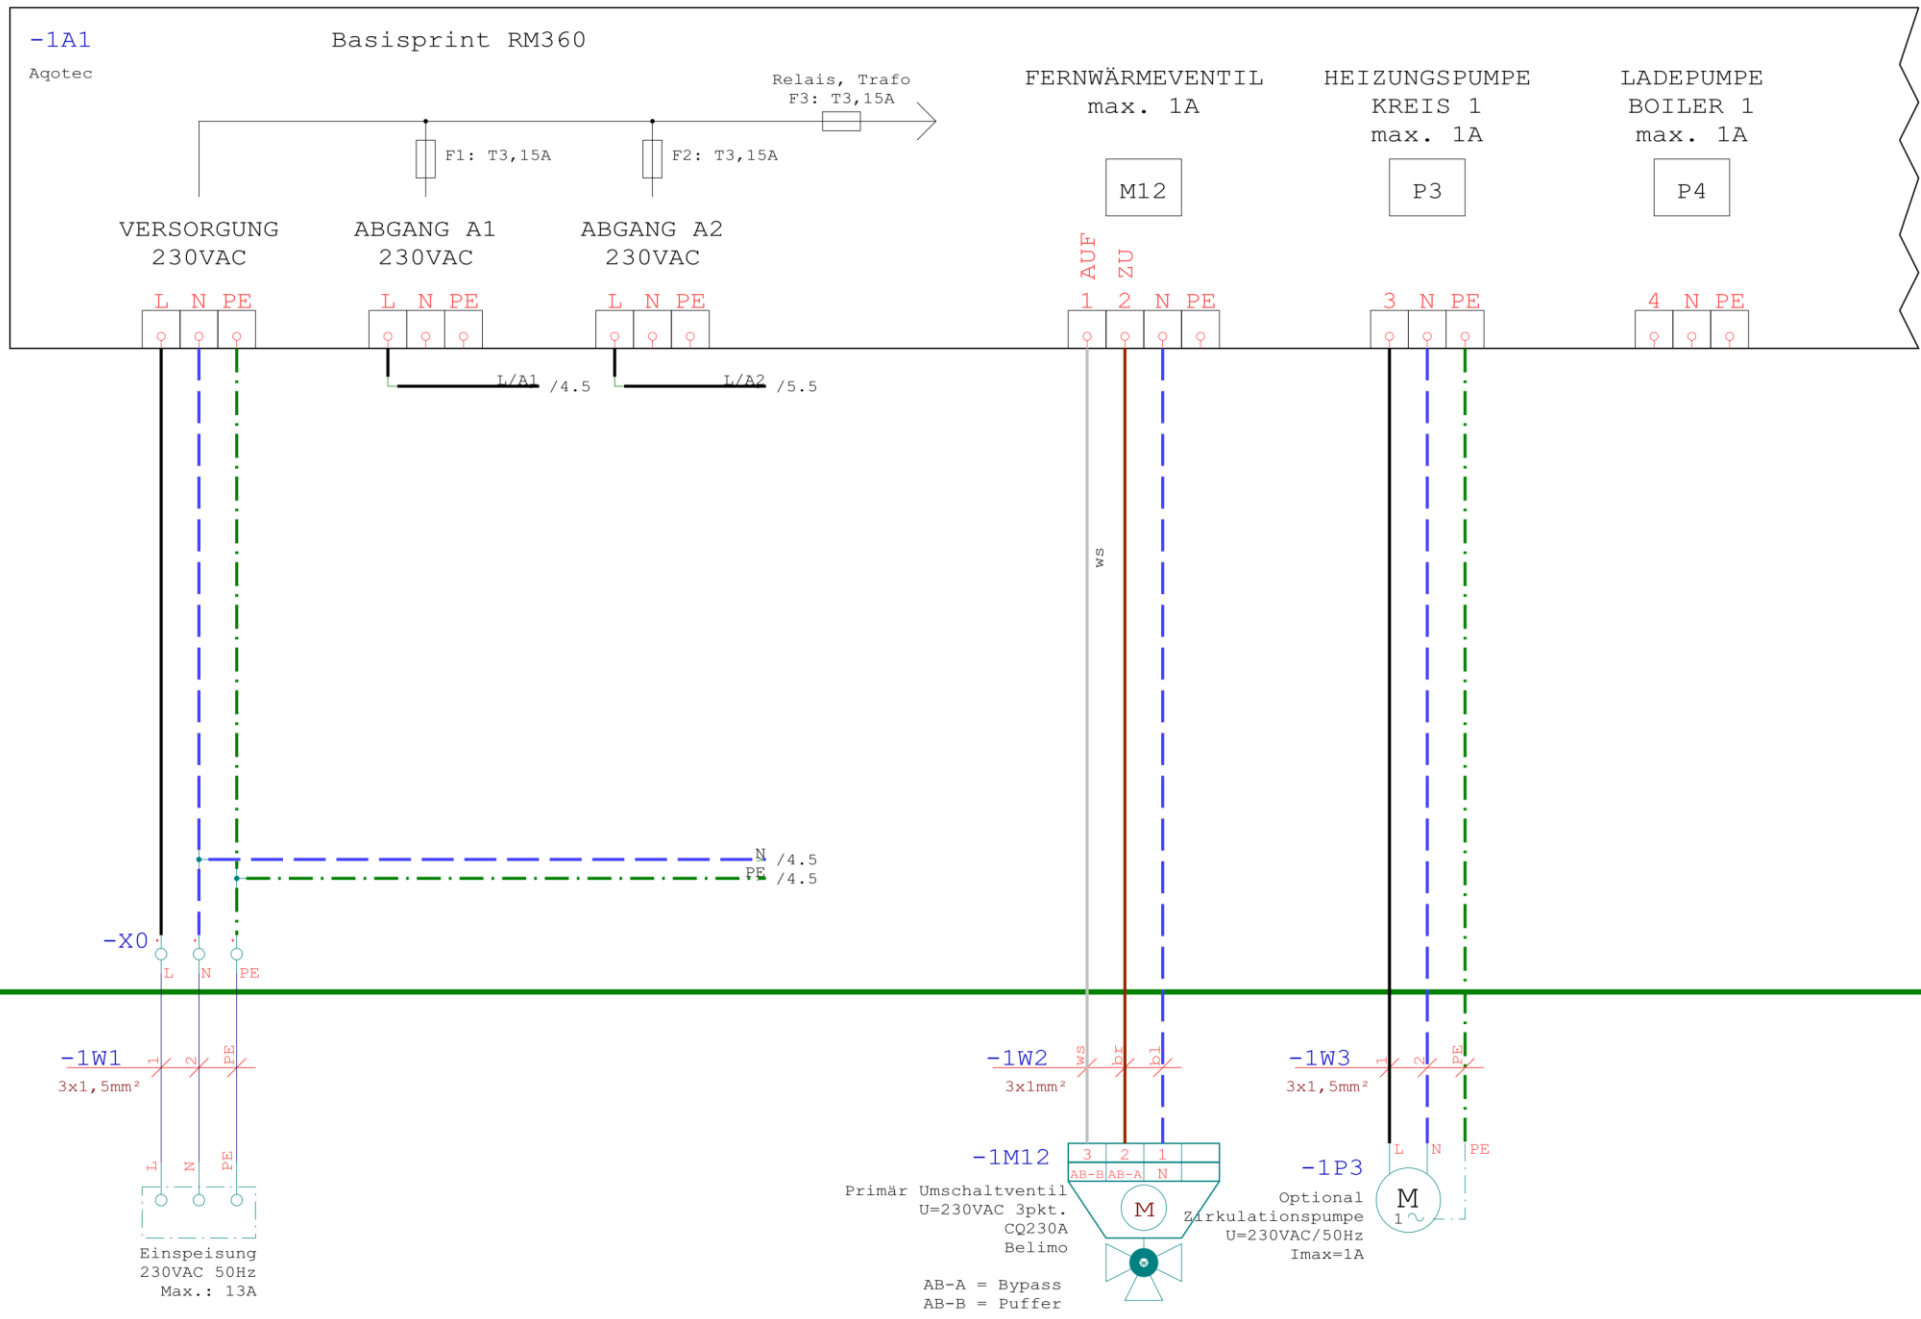 -1A1
Basisprint RM360
Aqotec
Relais, Trafo
F3: T3,15A
F1: T3,15A
F2: T3,15A
FERNWÄRMEVENTIL
max. 1A
HEIZUNGSPUMPE
KREIS 1
max. 1A
LADEPUMPE
BOILER 1
max. 1A
M12
P3
P4
VERSORGUNG
230VAC
ABGANG A1
230VAC
ABGANG A2
230VAC
AUF
ZU
L N PE
L N PE
L N PE
1 2 N PE
3 N PE
4 N PE
L/A1 /4.5
L/A2 /5.5
ws
N /4.5
PE /4.5
-X0
L N PE
-1W1
1 2 PE
3x1,5mm²
-1W2
ws br bl
3x1mm²
-1W3
1 2 PE
3x1,5mm²
L N PE
Einspeisung
230VAC 50Hz
Max.: 13A
-1M12
3 2 1
AB-B AB-A N
M
Primär Umschaltventil
U=230VAC 3pkt.
CQ230A
Belimo
AB-A = Bypass
AB-B = Puffer
L N PE
-1P3
M
1~
Optional
Zirkulationspumpe
U=230VAC/50Hz
Imax=1A